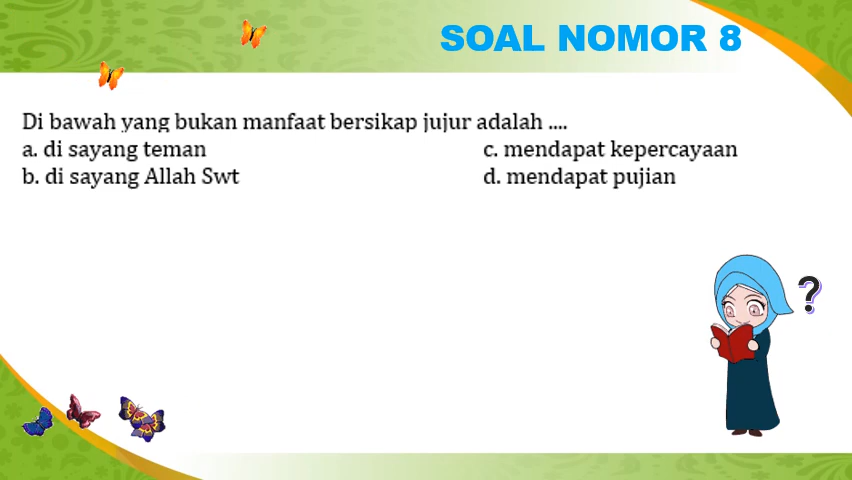 SOAL NOMOR 8
Di bawah yang bukan manfaat bersikap jujur adalah ....
a. di sayang teman
c. mendapat kepercayaan
b. di sayang Allah Swt
d. mendapat pujian
?